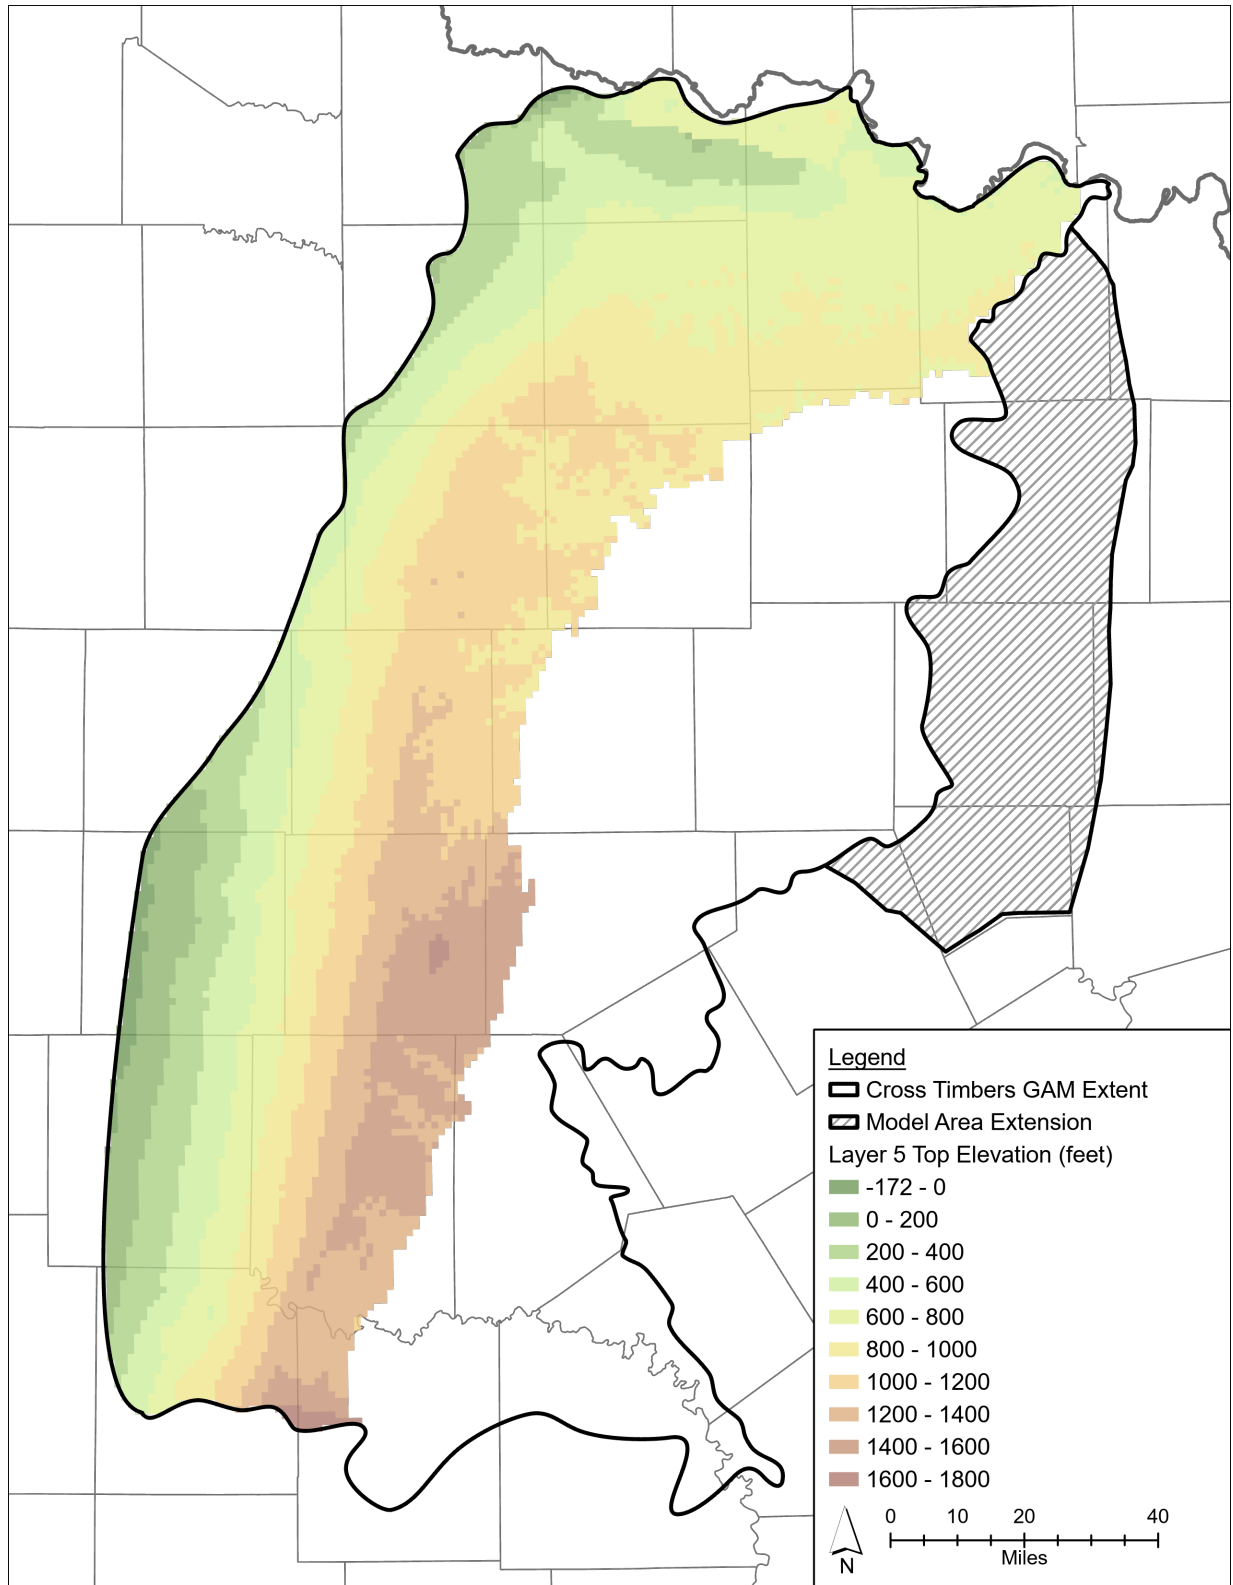 Legend
Cross Timbers GAM Extent
Model Area Extension
Layer 5 Top Elevation (feet)
-172 - 0
0 - 200
200 - 400
400 - 600
600 - 800
800 - 1000
1000 - 1200
1200 - 1400
1400 - 1600
1600 - 1800
0 10 20 40
Miles
N